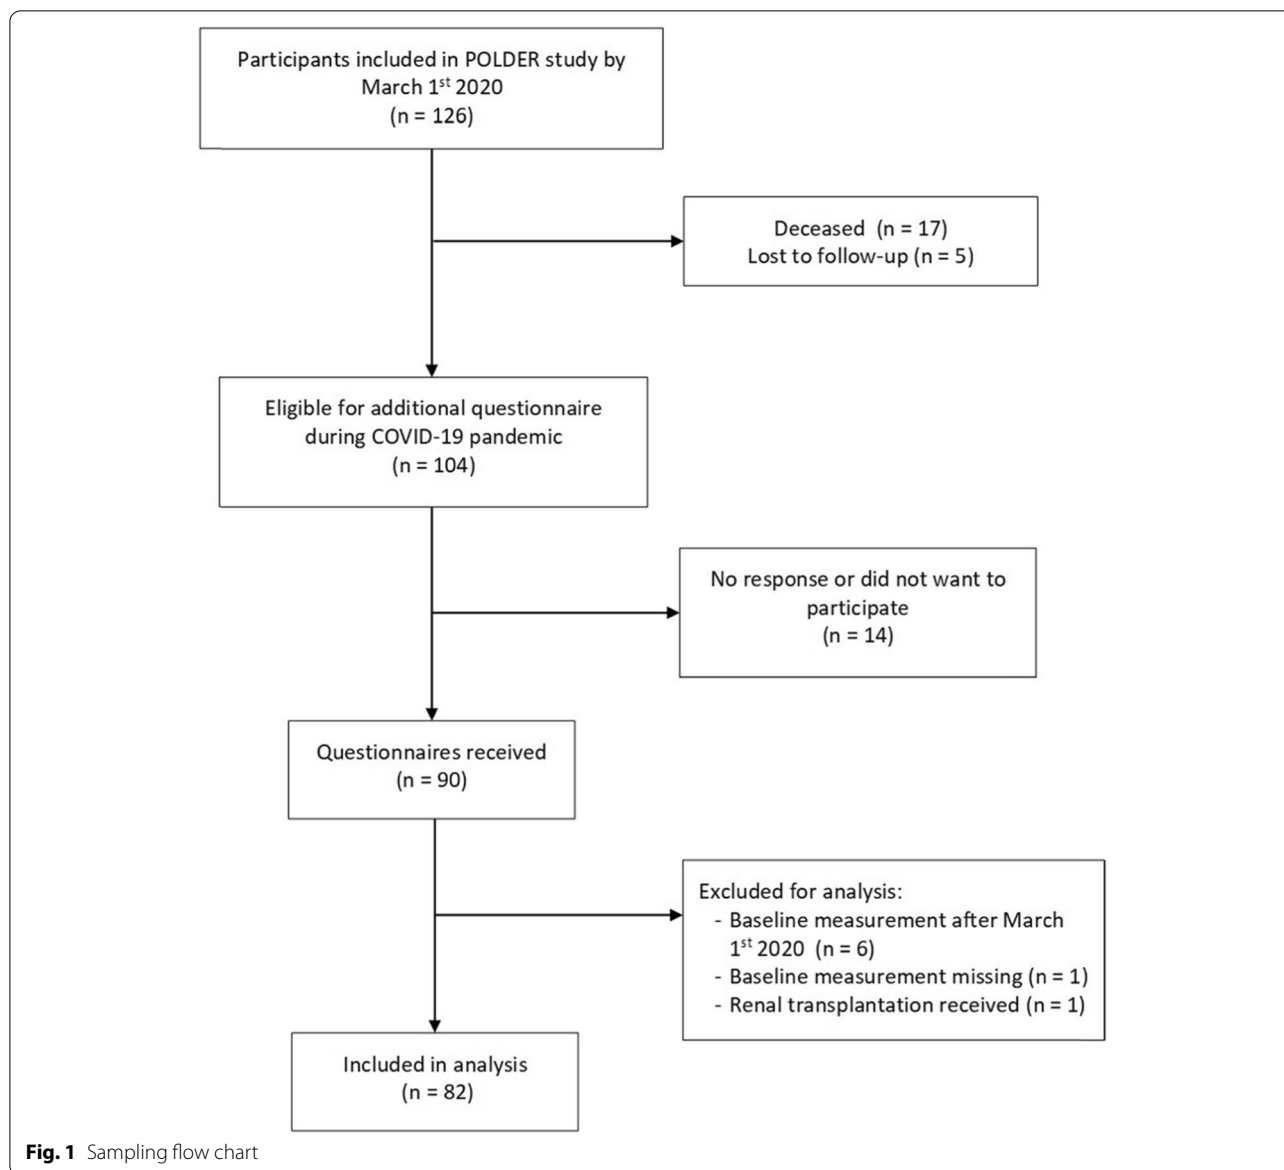 Participants included in POLDER study by
March 1st 2020
(n = 126)
Deceased (n = 17)
Lost to follow-up (n = 5)
Eligible for additional questionnaire
during COVID-19 pandemic
(n = 104)
No response or did not want to
participate
(n = 14)
Questionnaires received
(n = 90)
Excluded for analysis:
- Baseline measurement after March
1st 2020 (n = 6)
- Baseline measurement missing (n = 1)
- Renal transplantation received (n = 1)
Included in analysis
(n = 82)
Fig. 1 Sampling flow chart